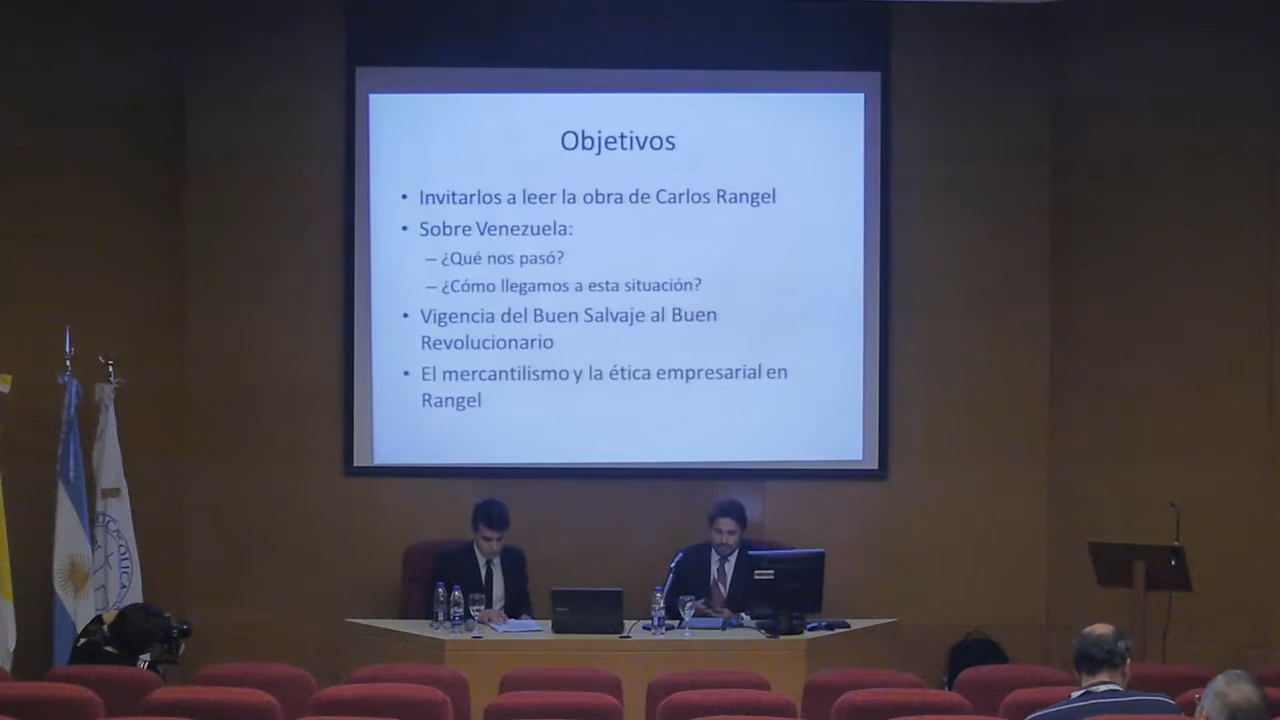 Objetivos
• Invitarlos a leer la obra de Carlos Rangel
• Sobre Venezuela:
– ¿Qué nos pasó?
– ¿Cómo llegamos a esta situación?
• Vigencia del Buen Salvaje al Buen
Revolucionario
• El mercantilismo y la ética empresarial en
Rangel